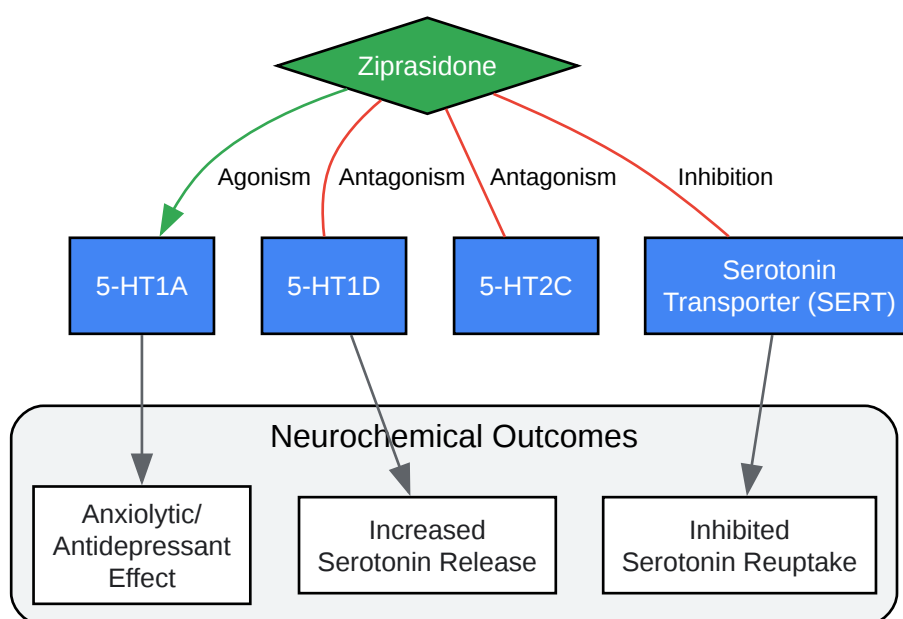 Ziprasidone
Agonism
Antagonism
Antagonism
Inhibition
5-HT1A
5-HT1D
5-HT2C
Serotonin
Transporter (SERT)
Neurochemical Outcomes
Anxiolytic/
Antidepressant
Effect
Increased
Serotonin Release
Inhibited
Serotonin Reuptake